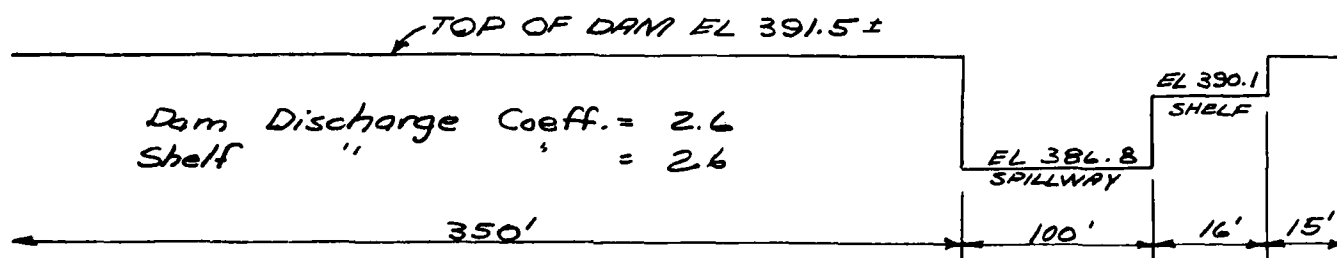 TOP OF DAM EL 391.5±
EL 390.1
SHELF
Dam Discharge Coeff. = 2.6
Shelf " " = 2.6
EL 386.8
SPILLWAY
350' 100' 16' 15'